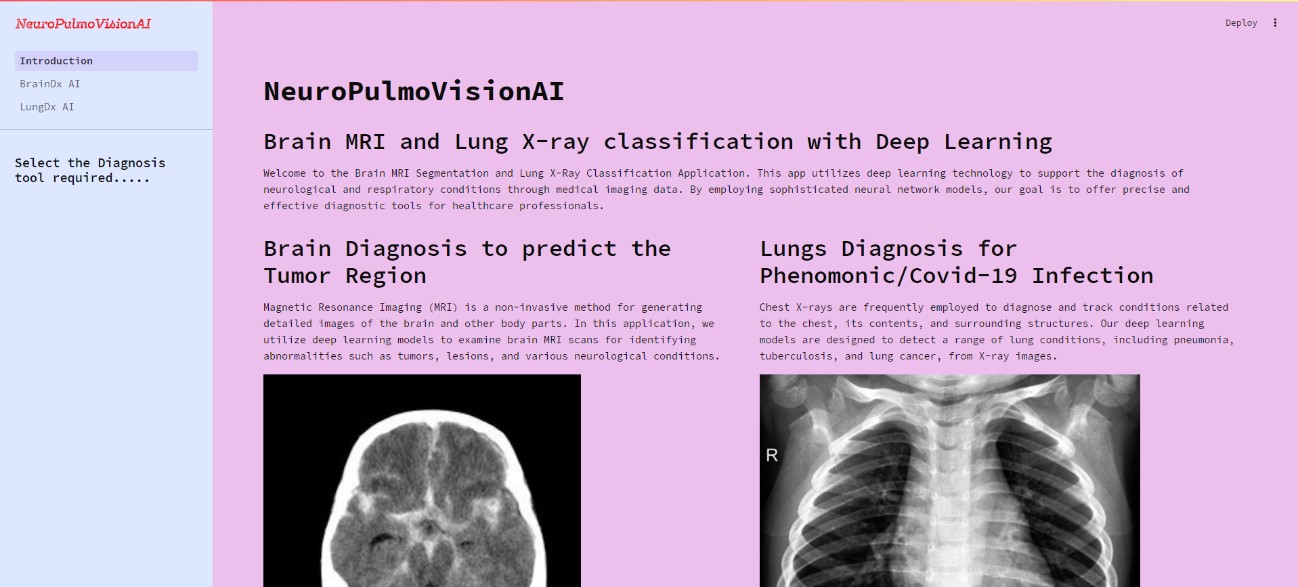 NeuroPulmoVisionAI
Introduction
BrainDx AI
LungDx AI
Select the Diagnosis
tool required.....
Deploy
NeuroPulmoVisionAI
Brain MRI and Lung X-ray classification with Deep Learning
Welcome to the Brain MRI Segmentation and Lung X-Ray Classification Application. This app utilizes deep learning technology to support the diagnosis of
neurological and respiratory conditions through medical imaging data. By employing sophisticated neural network models, our goal is to offer precise and
effective diagnostic tools for healthcare professionals.
Brain Diagnosis to predict the
Tumor Region
Magnetic Resonance Imaging (MRI) is a non-invasive method for generating
detailed images of the brain and other body parts. In this application, we
utilize deep learning models to examine brain MRI scans for identifying
abnormalities such as tumors, lesions, and various neurological conditions.
Lungs Diagnosis for
Phenomonic/Covid-19 Infection
Chest X-rays are frequently employed to diagnose and track conditions related
to the chest, its contents, and surrounding structures. Our deep learning
models are designed to detect a range of lung conditions, including pneumonia,
tuberculosis, and lung cancer, from X-ray images.
R